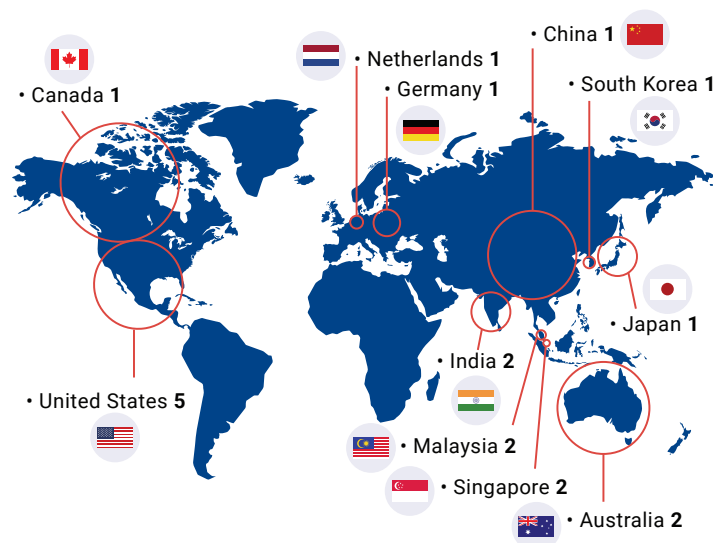 • China 1
• Netherlands 1
• South Korea 1
• Germany 1
• Canada 1
• Japan 1
• India 2
• United States 5
• Malaysia 2
• Singapore 2
• Australia 2